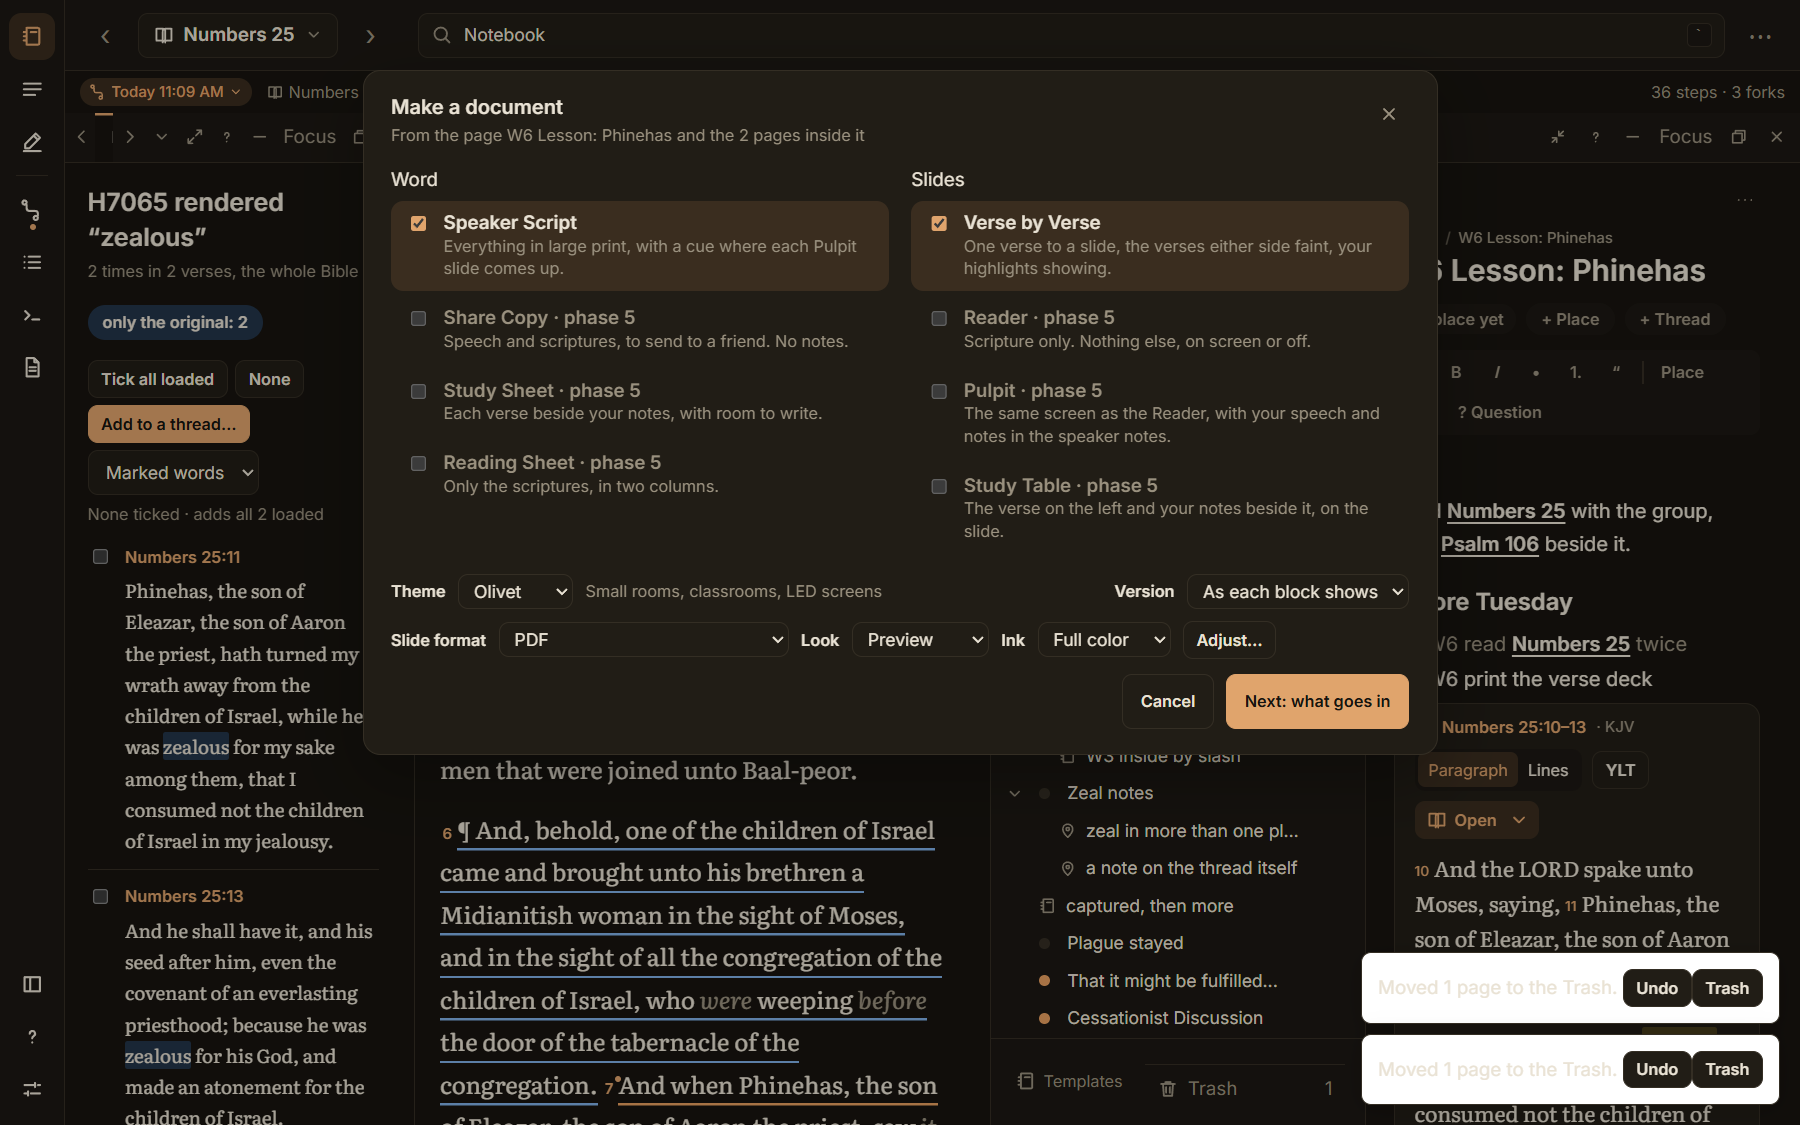 Numbers 25
Notebook
`
Today 11:09 AM
Numbers
36 steps · 3 forks
?
Focus
?
Focus
H7065 rendered
“zealous”
2 times in 2 verses, the whole Bible
only the original: 2
Tick all loaded
None
Add to a thread...
Marked words
None ticked · adds all 2 loaded
Numbers 25:11
Phinehas, the son of
Eleazar, the son of Aaron
the priest, hath turned my
wrath away from the
children of Israel, while he
was zealous for my sake
among them, that I
consumed not the children
of Israel in my jealousy.
Numbers 25:13
And he shall have it, and his
seed after him, even the
covenant of an everlasting
priesthood; because he was
zealous for his God, and
made an atonement for the
children of Israel.
Make a document
From the page W6 Lesson: Phinehas and the 2 pages inside it
Word
Speaker Script
Everything in large print, with a cue where each Pulpit
slide comes up.
Share Copy · phase 5
Speech and scriptures, to send to a friend. No notes.
Study Sheet · phase 5
Each verse beside your notes, with room to write.
Reading Sheet · phase 5
Only the scriptures, in two columns.
Slides
Verse by Verse
One verse to a slide, the verses either side faint, your
highlights showing.
Reader · phase 5
Scripture only. Nothing else, on screen or off.
Pulpit · phase 5
The same screen as the Reader, with your speech and
notes in the speaker notes.
Study Table · phase 5
The verse on the left and your notes beside it, on the
slide.
Theme
Olivet
Small rooms, classrooms, LED screens
Version
As each block shows
Slide format
PDF
Look
Preview
Ink
Full color
Adjust...
Cancel
Next: what goes in
men that were joined unto Baal-peor.
6 ¶ And, behold, one of the children of Israel
came and brought unto his brethren a
Midianitish woman in the sight of Moses,
and in the sight of all the congregation of the
children of Israel, who were weeping before
the door of the tabernacle of the
congregation. 7 And when Phinehas, the son
of Eleazar, the son of Aaron the priest, saw it
W3 inside by slash
Zeal notes
zeal in more than one pl...
a note on the thread itself
captured, then more
Plague stayed
That it might be fulfilled...
Cessationist Discussion
Templates
Trash
1
/ W6 Lesson: Phinehas
6 Lesson: Phinehas
place yet
+ Place
+ Thread
B
I
•
1.
“
Place
? Question
Numbers 25 with the group,
Psalm 106 beside it.
ore Tuesday
W6 read Numbers 25 twice
W6 print the verse deck
Numbers 25:10–13 · KJV
Paragraph
Lines
YLT
Open
10 And the LORD spake unto
Moses, saying, 11 Phinehas, the
son of Eleazar, the son of Aaron
Moved 1 page to the Trash.
Undo
Trash
Moved 1 page to the Trash.
Undo
Trash
consumed not the children of
?